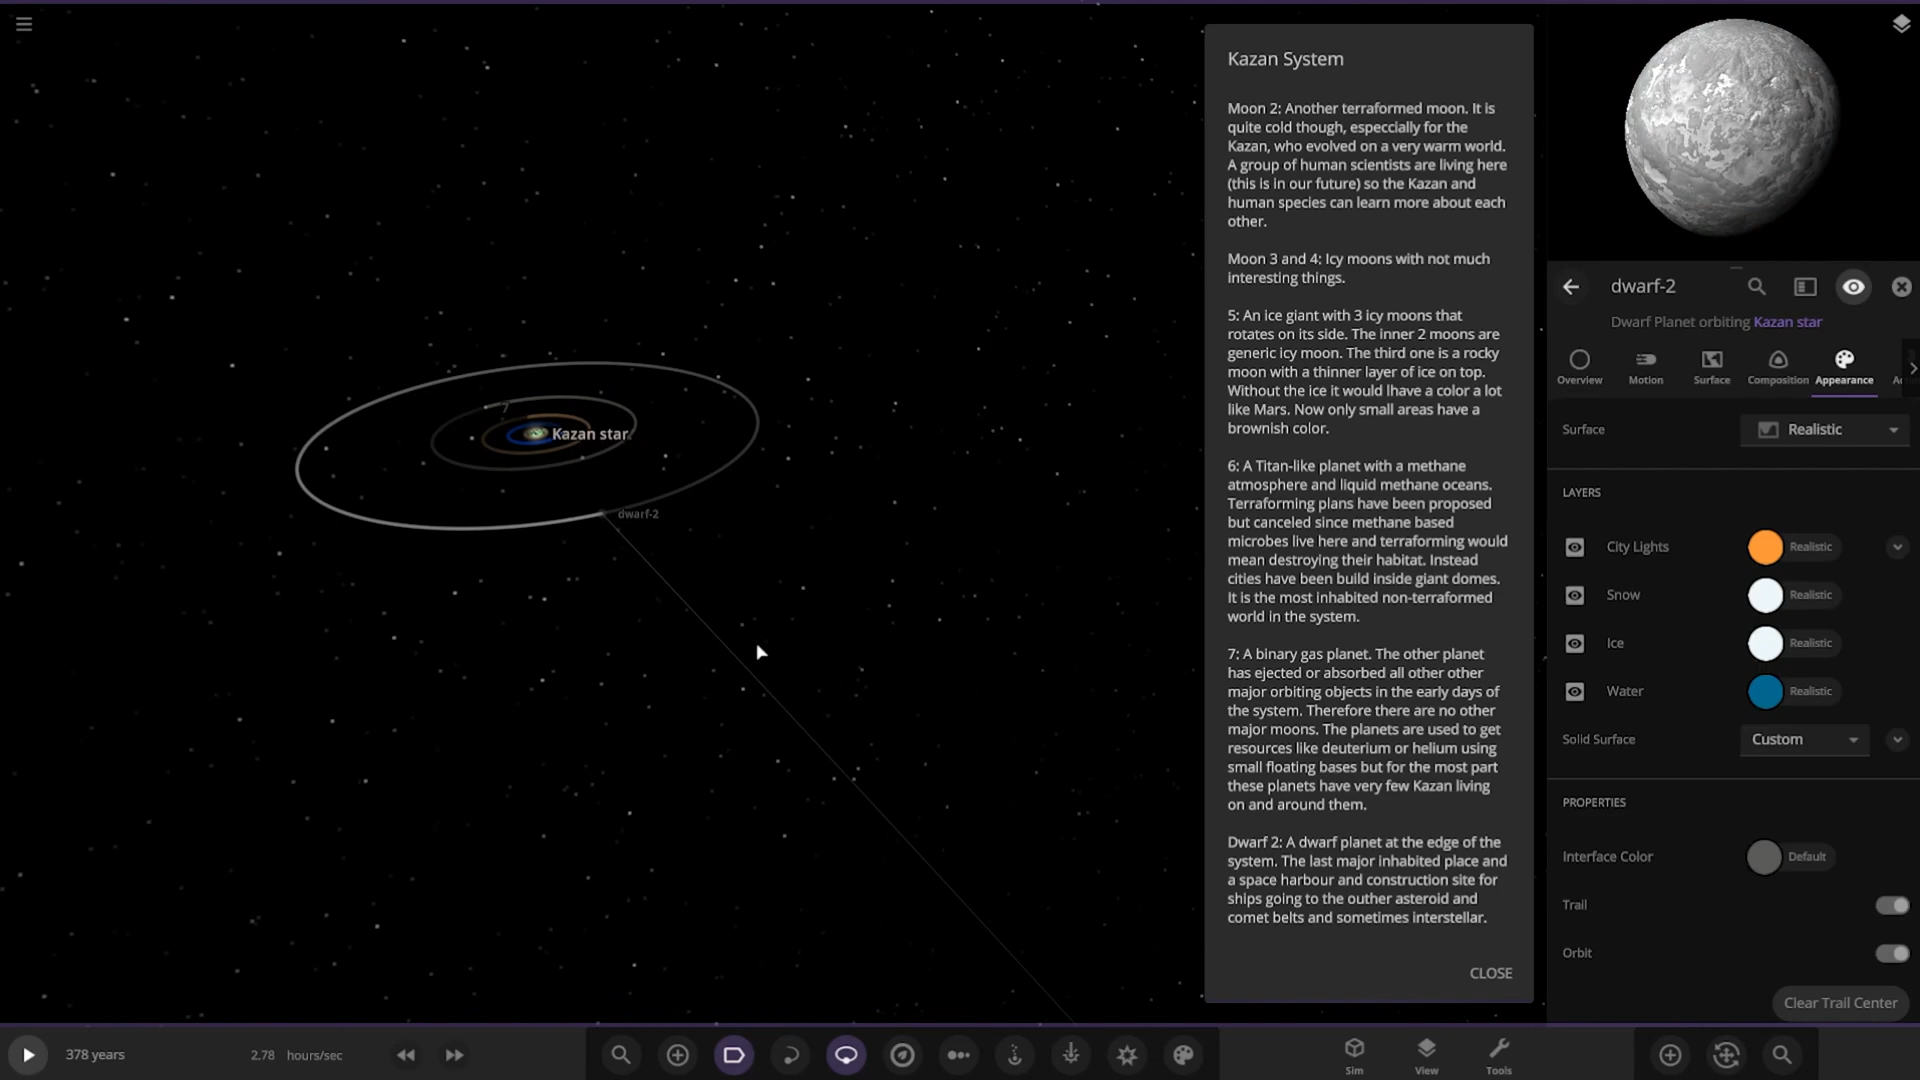 7
Kazan star
dwarf-2
Kazan System
Moon 2: Another terraformed moon. It is
quite cold though, especcially for the
Kazan, who evolved on a very warm world.
A group of human scientists are living here
(this is in our future) so the Kazan and
human species can learn more about each
other.
Moon 3 and 4: Icy moons with not much
interesting things.
5: An ice giant with 3 icy moons that
rotates on its side. The inner 2 moons are
generic icy moon. The third one is a rocky
moon with a thinner layer of ice on top.
Without the ice it would lhave a color a lot
like Mars. Now only small areas have a
brownish color.
6: A Titan-like planet with a methane
atmosphere and liquid methane oceans.
Terraforming plans have been proposed
but canceled since methane based
microbes live here and terraforming would
mean destroying their habitat. Instead
cities have been build inside giant domes.
It is the most inhabited non-terraformed
world in the system.
7: A binary gas planet. The other planet
has ejected or absorbed all other other
major orbiting objects in the early days of
the system. Therefore there are no other
major moons. The planets are used to get
resources like deuterium or helium using
small floating bases but for the most part
these planets have very few Kazan living
on and around them.
Dwarf 2: A dwarf planet at the edge of the
system. The last major inhabited place and
a space harbour and construction site for
ships going to the outher asteroid and
comet belts and sometimes interstellar.
CLOSE
dwarf-2
Dwarf Planet orbiting Kazan star
Overview Motion Surface Composition Appearance
Surface Realistic
LAYERS
City Lights Realistic
Snow Realistic
Ice Realistic
Water Realistic
Solid Surface Custom
PROPERTIES
Interface Color Default
Trail
Orbit
Clear Trail Center
378 years 2.78 hours/sec
Sim View Tools